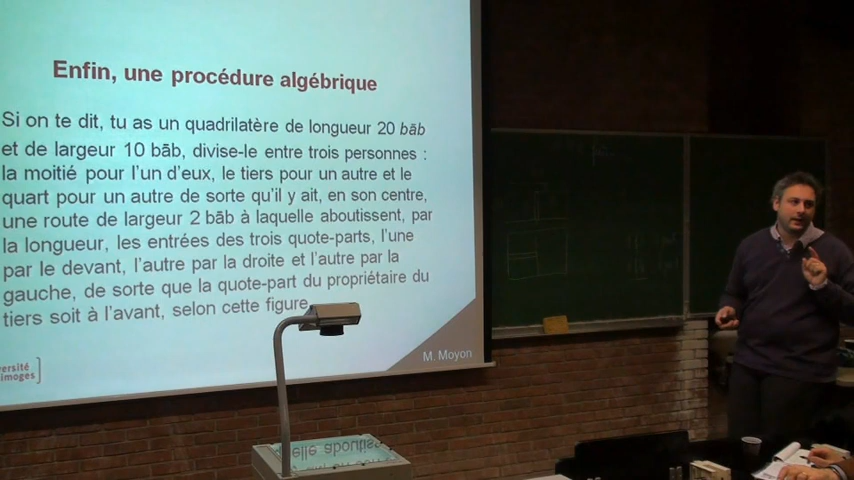 Enfin, une procédure algébrique
Si on te dit, tu as un quadrilatère de longueur 20 bāb
et de largeur 10 bāb, divise-le entre trois personnes :
la moitié pour l'un d'eux, le tiers pour un autre et le
quart pour un autre de sorte qu'il y ait, en son centre,
une route de largeur 2 bāb à laquelle aboutissent, par
la longueur, les entrées des trois quote-parts, l'une
par le devant, l'autre par la droite et l'autre par la
gauche, de sorte que la quote-part du propriétaire du
tiers soit à l'avant, selon cette figure
ersité
imoges
M. Moyon